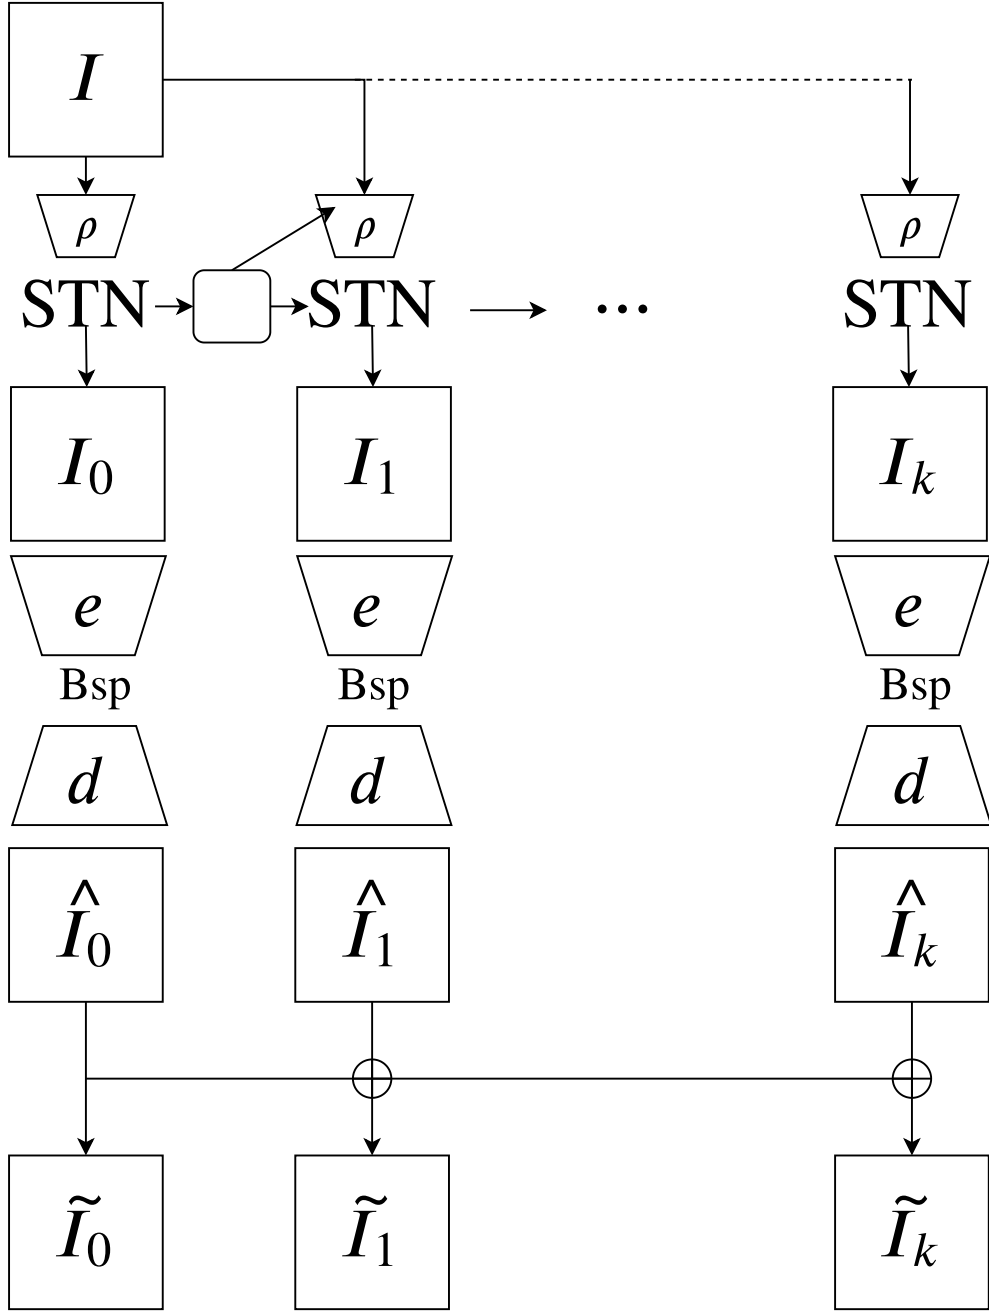 I
ρ ρ ρ
STN STN ... STN
I₀ I₁ Iₖ
e e e
Bsp Bsp Bsp
d d d
Î₀ Î₁ Îₖ
Ĩ₀ Ĩ₁ Ĩₖ